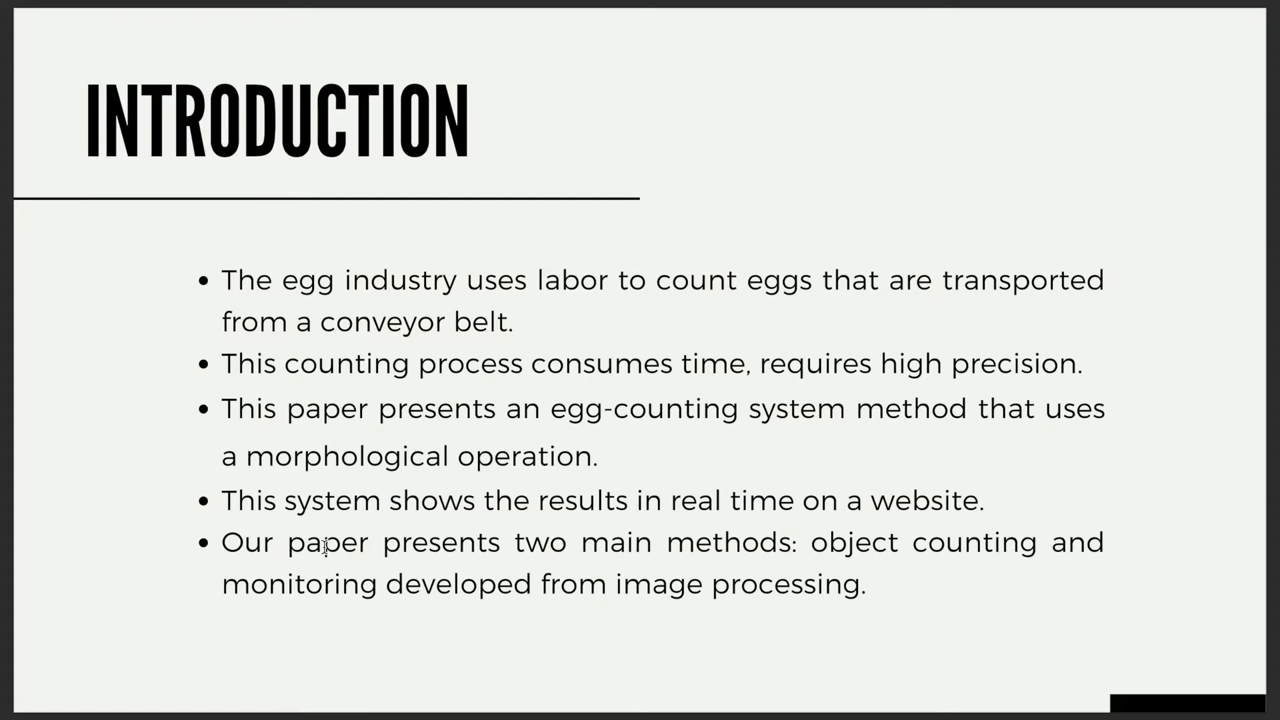 INTRODUCTION
• The egg industry uses labor to count eggs that are transported
from a conveyor belt.
• This counting process consumes time, requires high precision.
• This paper presents an egg-counting system method that uses
a morphological operation.
• This system shows the results in real time on a website.
• Our paper presents two main methods: object counting and
monitoring developed from image processing.